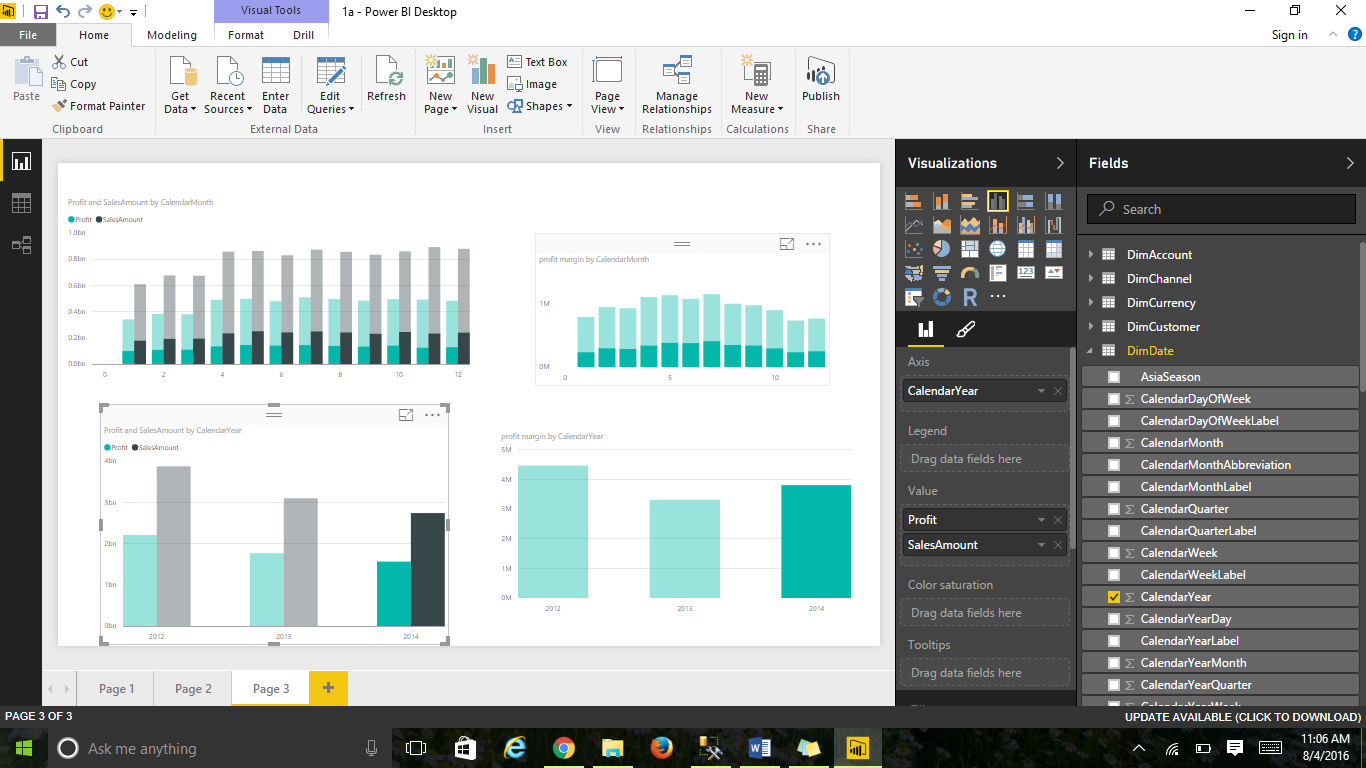 Visual Tools
1a - Power BI Desktop
File
Home
Modeling
Format
Drill
Sign in
Paste
Cut
Copy
Format Painter
Clipboard
Get Data
Recent Sources
Enter Data
Edit Queries
Refresh
External Data
New Page
New Visual
Text Box
Image
Shapes
Insert
Page View
View
Manage Relationships
Relationships
New Measure
Calculations
Publish
Share
Profit and SalesAmount by CalendarMonth
Profit SalesAmount
1.0bn
0.8bn
0.6bn
0.4bn
0.2bn
0.0bn
0 2 4 6 8 10 12
profit margin by CalendarMonth
1M
0M
0 5 10
Profit and SalesAmount by CalendarYear
Profit SalesAmount
4bn
3bn
2bn
1bn
0bn
2012 2013 2014
profit margin by CalendarYear
5M
4M
3M
2M
1M
0M
2012 2013 2014
Visualizations
R
123
Axis
CalendarYear
Legend
Drag data fields here
Value
Profit
SalesAmount
Color saturation
Drag data fields here
Tooltips
Drag data fields here
Fields
Search
DimAccount
DimChannel
DimCurrency
DimCustomer
DimDate
AsiaSeason
CalendarDayOfWeek
CalendarDayOfWeekLabel
CalendarMonth
CalendarMonthAbbreviation
CalendarMonthLabel
CalendarQuarter
CalendarQuarterLabel
CalendarWeek
CalendarWeekLabel
CalendarYear
CalendarYearDay
CalendarYearLabel
CalendarYearMonth
CalendarYearQuarter
Page 1
Page 2
Page 3
PAGE 3 OF 3
UPDATE AVAILABLE (CLICK TO DOWNLOAD)
Ask me anything
11:06 AM
8/4/2016